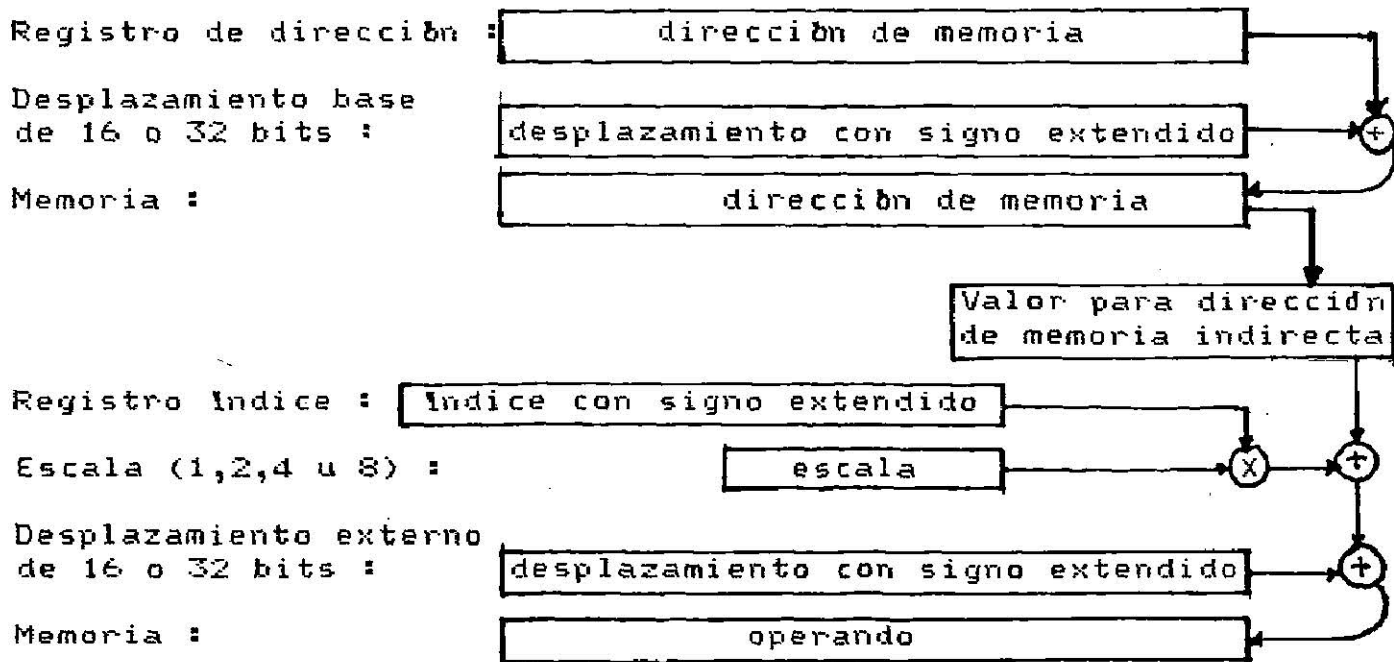 Registro de dirección : dirección de memoria
Desplazamiento base
de 16 o 32 bits : desplazamiento con signo extendido +
Memoria : dirección de memoria
Valor para dirección
de memoria indirecta
Registro índice : índice con signo extendido
Escala (1,2,4 u 8) : escala X +
Desplazamiento externo
de 16 o 32 bits : desplazamiento con signo extendido +
Memoria : operando